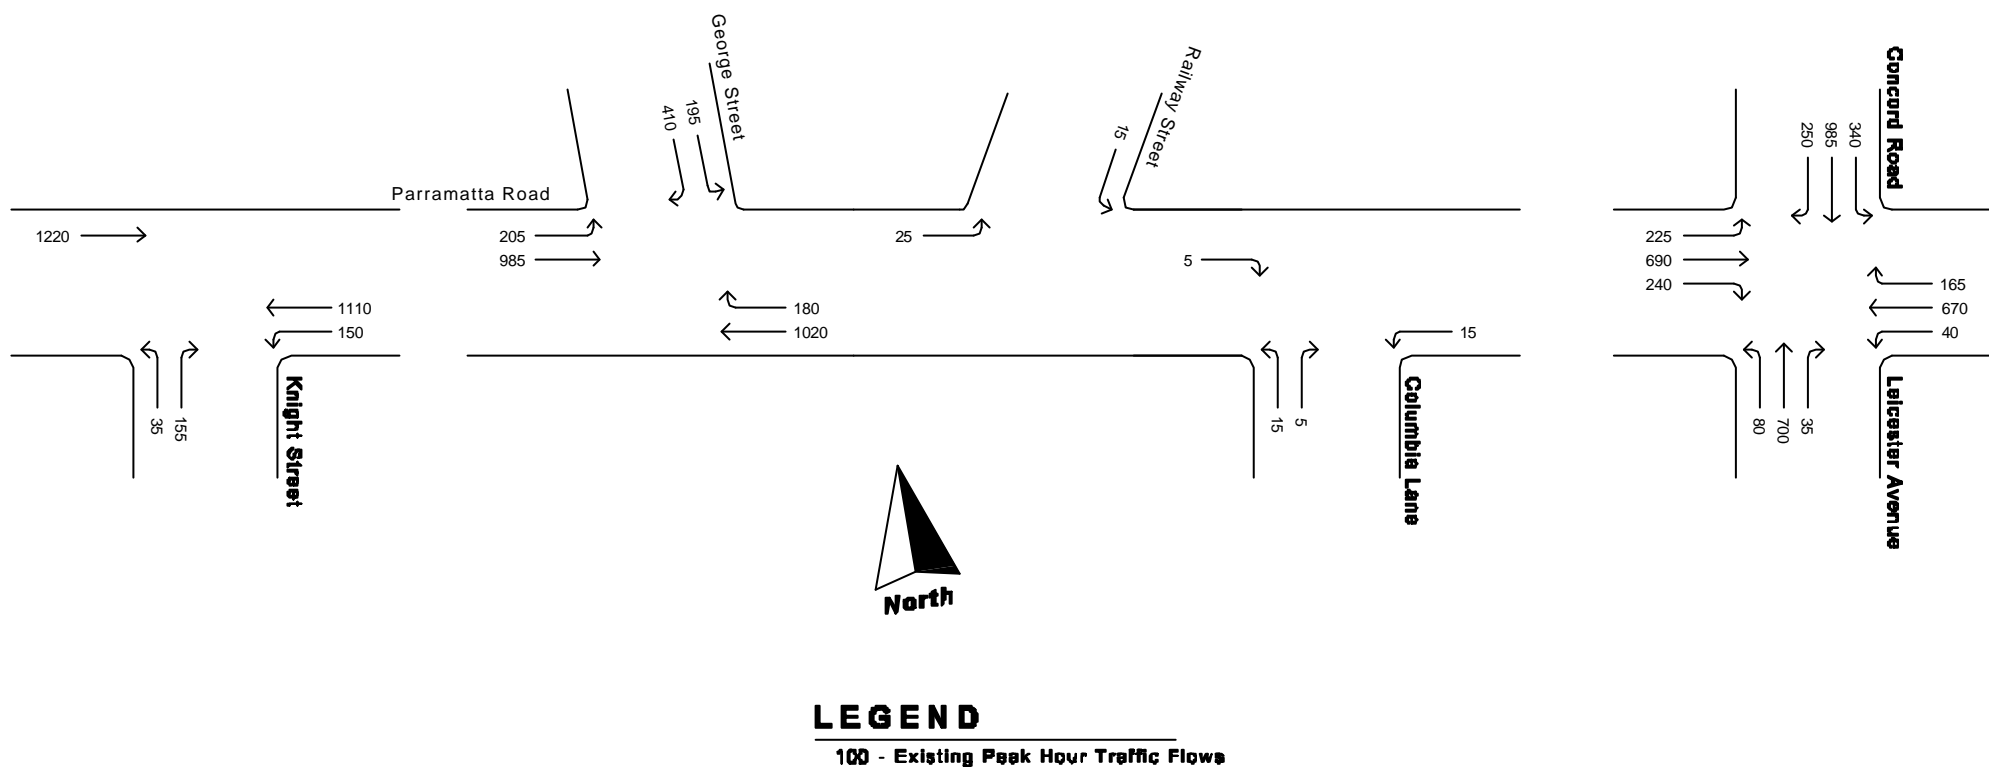 George Street
Railway Street
Concord Road
Parramatta Road
410
195
15
250
985
340
1220
205
985
25
5
225
690
240
1110
150
180
1020
15
165
670
40
35
155
Knight Street
15
5
Columbia Lane
80
700
35
Leicester Avenue
North
LEGEND
100 - Existing Peak Hour Traffic Flows